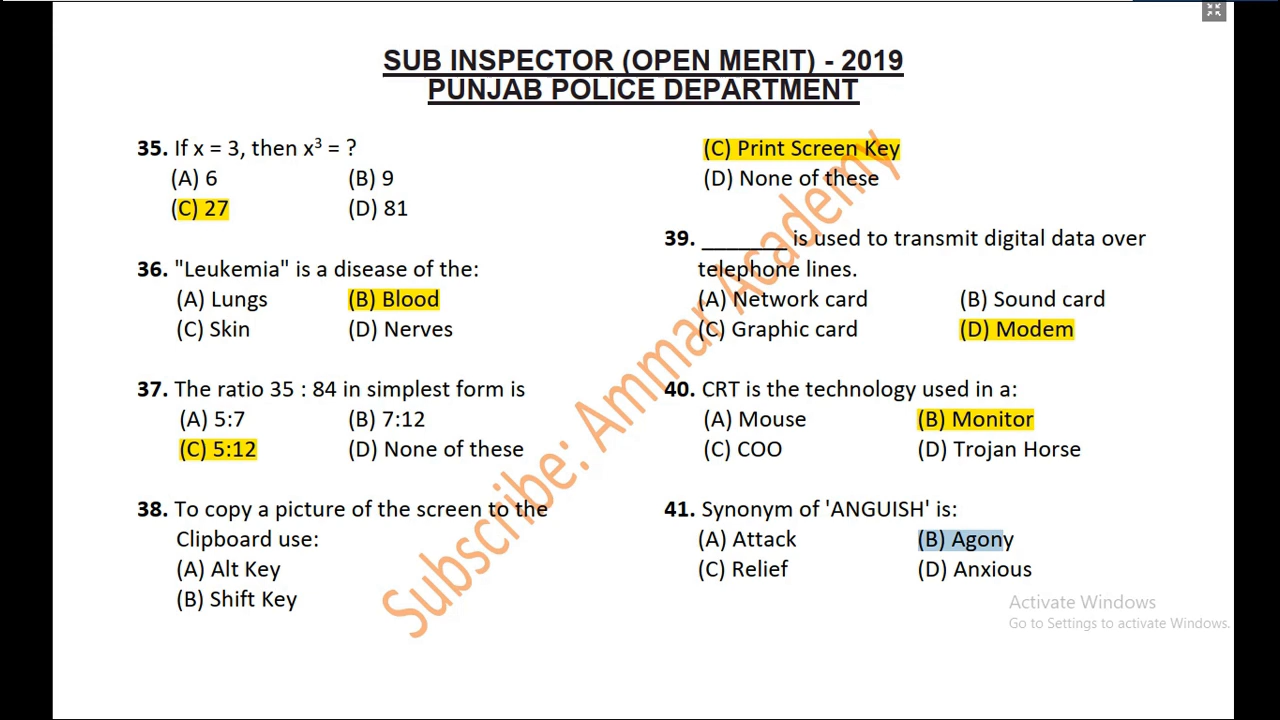 SUB INSPECTOR (OPEN MERIT) - 2019
PUNJAB POLICE DEPARTMENT
35. If x = 3, then x³ = ?
(A) 6 (B) 9
(C) 27 (D) 81
36. "Leukemia" is a disease of the:
(A) Lungs (B) Blood
(C) Skin (D) Nerves
37. The ratio 35 : 84 in simplest form is
(A) 5:7 (B) 7:12
(C) 5:12 (D) None of these
38. To copy a picture of the screen to the
Clipboard use:
(A) Alt Key
(B) Shift Key
(C) Print Screen Key
(D) None of these
39. _______ is used to transmit digital data over
telephone lines.
(A) Network card (B) Sound card
(C) Graphic card (D) Modem
40. CRT is the technology used in a:
(A) Mouse (B) Monitor
(C) COO (D) Trojan Horse
41. Synonym of 'ANGUISH' is:
(A) Attack (B) Agony
(C) Relief (D) Anxious
Subscribe: Ammar Academy
Activate Windows
Go to Settings to activate Windows.